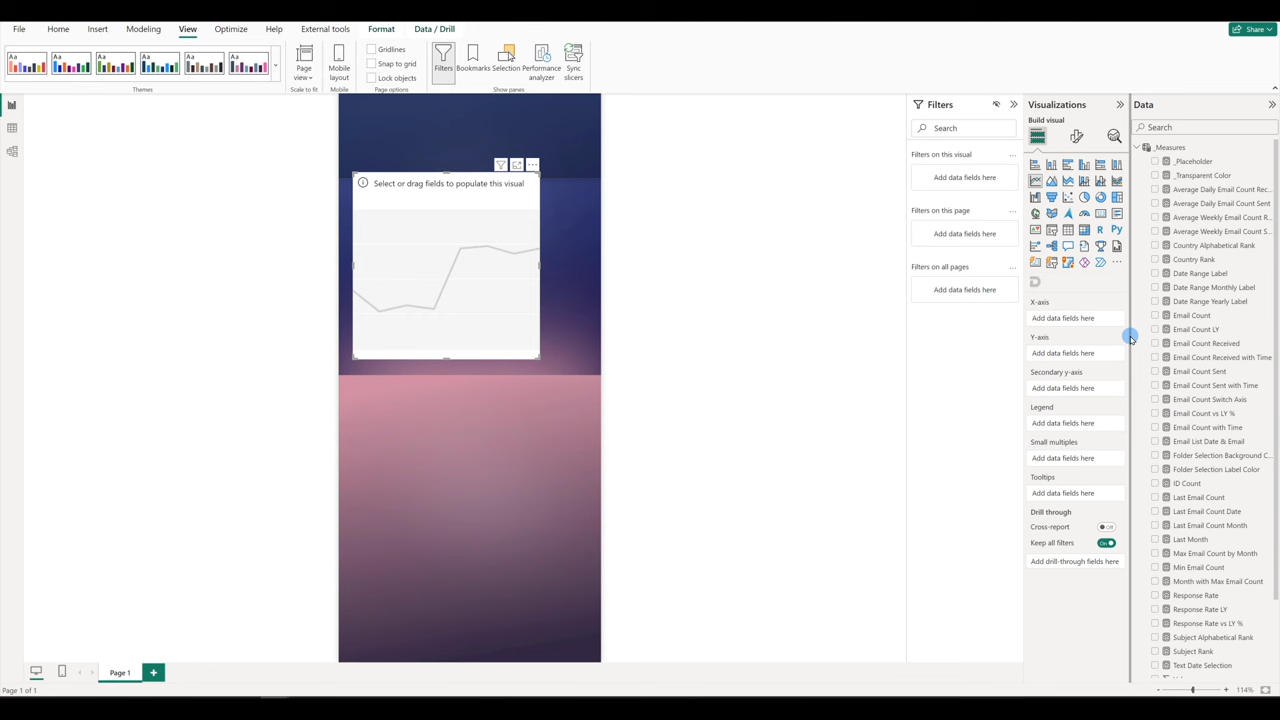 File Home Insert Modeling View Optimize Help External tools Format Data / Drill Share
Aa Aa Aa Aa Aa Aa
Page view
Mobile layout
Gridlines
Snap to grid
Lock objects
Filters
Bookmarks
Selection
Performance analyzer
Sync slicers
Themes Scale to fit Mobile Page options Show panes
Select or drag fields to populate this visual
Filters
Search
Filters on this visual
Add data fields here
Filters on this page
Add data fields here
Filters on all pages
Add data fields here
Visualizations
Build visual
R Py
X-axis
Add data fields here
Y-axis
Add data fields here
Secondary y-axis
Add data fields here
Legend
Add data fields here
Small multiples
Add data fields here
Tooltips
Add data fields here
Drill through
Cross-report Off
Keep all filters On
Add drill-through fields here
Data
Search
_Measures
_Placeholder
_Transparent Color
Average Daily Email Count Rec...
Average Daily Email Count Sent
Average Weekly Email Count R...
Average Weekly Email Count S...
Country Alphabetical Rank
Country Rank
Date Range Label
Date Range Monthly Label
Date Range Yearly Label
Email Count
Email Count LY
Email Count Received
Email Count Received with Time
Email Count Sent
Email Count Sent with Time
Email Count Switch Axis
Email Count vs LY %
Email Count with Time
Email List Date & Email
Folder Selection Background C...
Folder Selection Label Color
ID Count
Last Email Count
Last Email Count Date
Last Email Count Month
Last Month
Max Email Count by Month
Min Email Count
Month with Max Email Count
Response Rate
Response Rate LY
Response Rate vs LY %
Subject Alphabetical Rank
Subject Rank
Text Date Selection
Page 1
Page 1 of 1
114%